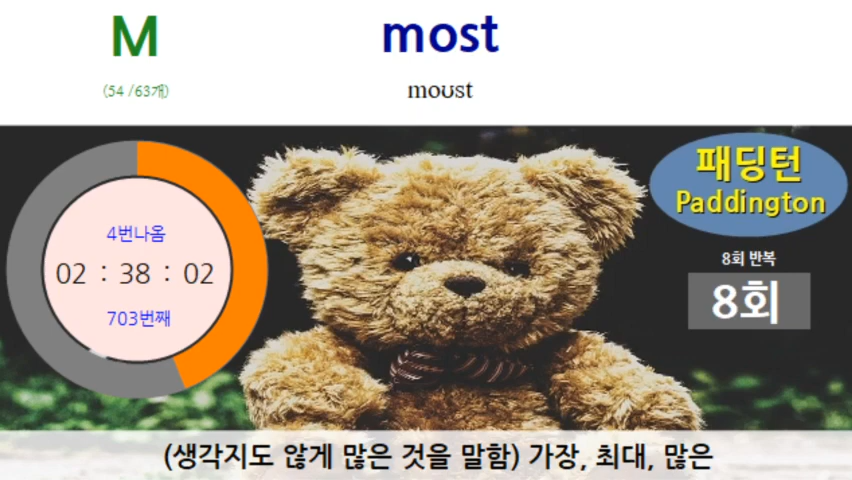 M
(54 /63개)
most
moʊst
패딩턴
Paddington
4번나옴
02 : 38 : 02
703번째
8회 반복
8회
(생각지도 않게 많은 것을 말함) 가장, 최대, 많은